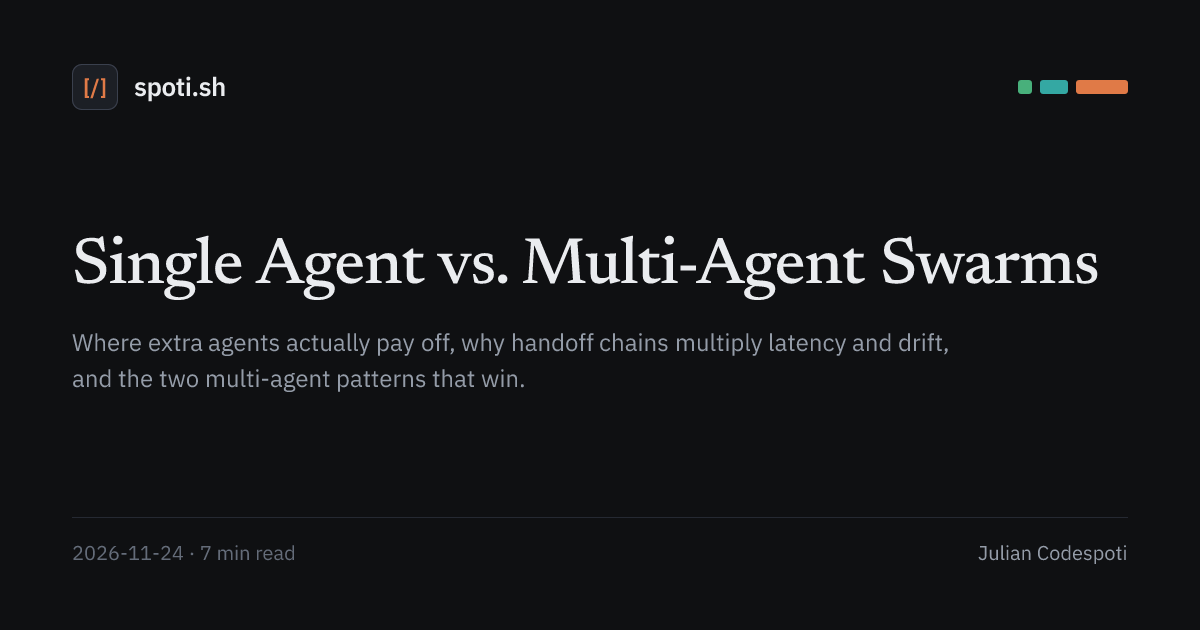 [/] spoti.sh
Single Agent vs. Multi-Agent Swarms
Where extra agents actually pay off, why handoff chains multiply latency and drift,
and the two multi-agent patterns that win.
2026-11-24 · 7 min read
Julian Codespoti